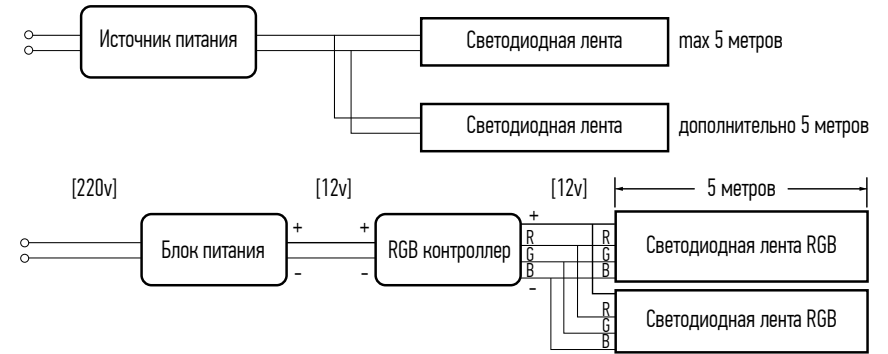 Источник питания
Светодиодная лента
max 5 метров
Светодиодная лента
дополнительно 5 метров
[220v]
[12v]
[12v]
5 метров
Блок питания
+
-
+
-
RGB контроллер
+
R
G
B
-
R
G
B
Светодиодная лента RGB
R
G
B
Светодиодная лента RGB